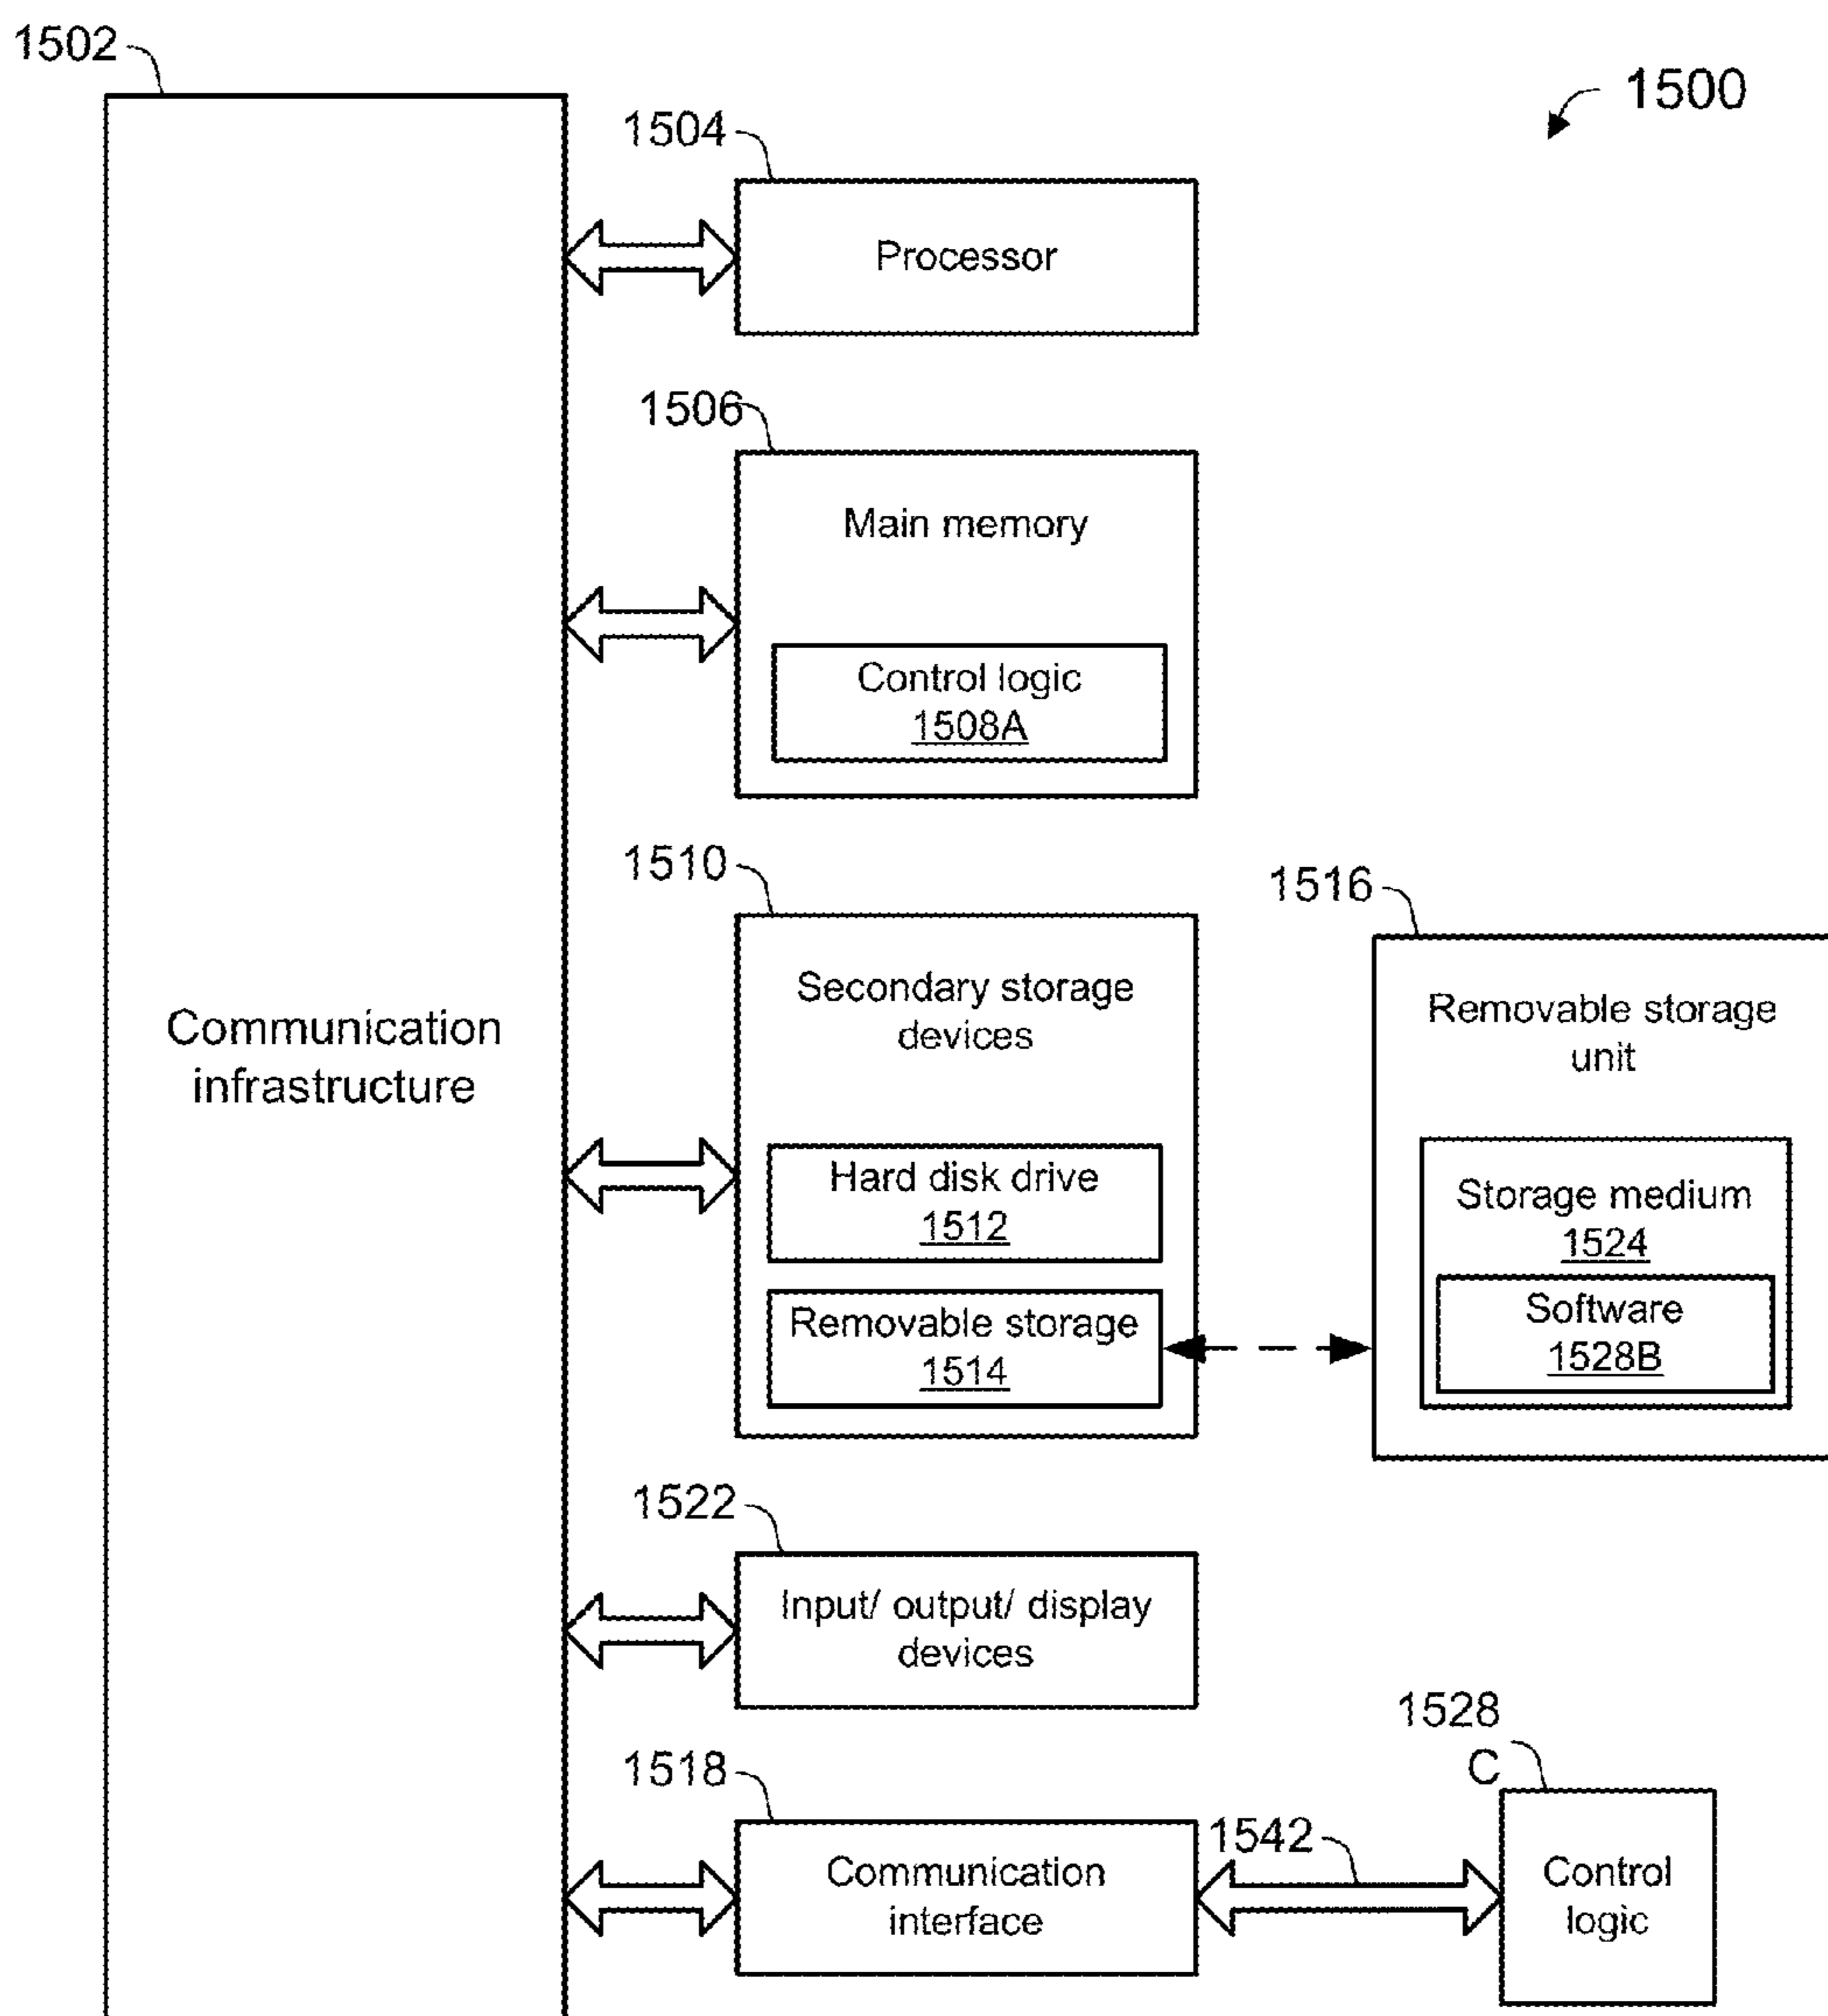 1502
1500
1504
Processor
1506
Main memory
Control logic
1508A
1510
1516
Secondary storage
devices
Removable storage
unit
Communication
infrastructure
Hard disk drive
1512
Storage medium
1524
Removable storage
1514
Software
1528B
1522
Input/ output/ display
devices
1528
C
1518
1542
Communication
interface
Control
logic